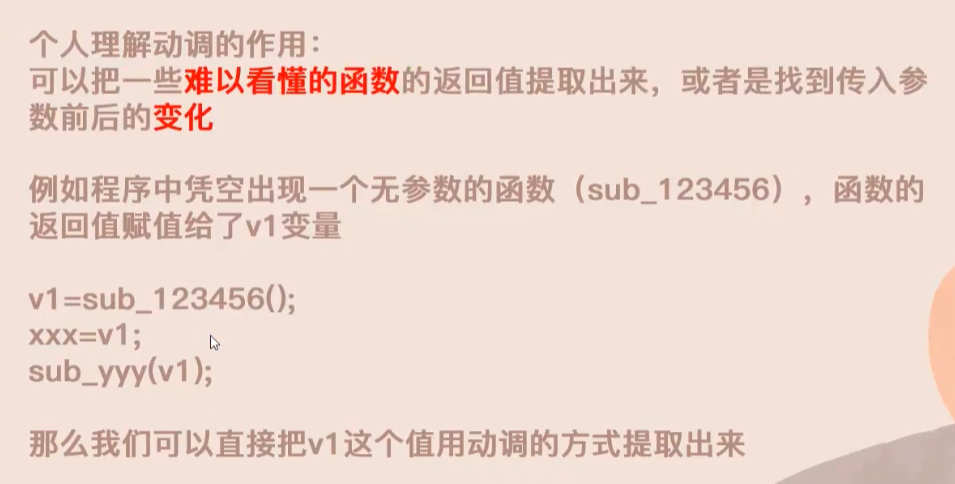 个人理解动调的作用：
可以把一些难以看懂的函数的返回值提取出来，或者是找到传入参
数前后的变化
例如程序中凭空出现一个无参数的函数（sub_123456），函数的
返回值赋值给了v1变量
v1=sub_123456();
xxx=v1;
sub_yyy(v1);
那么我们可以直接把v1这个值用动调的方式提取出来